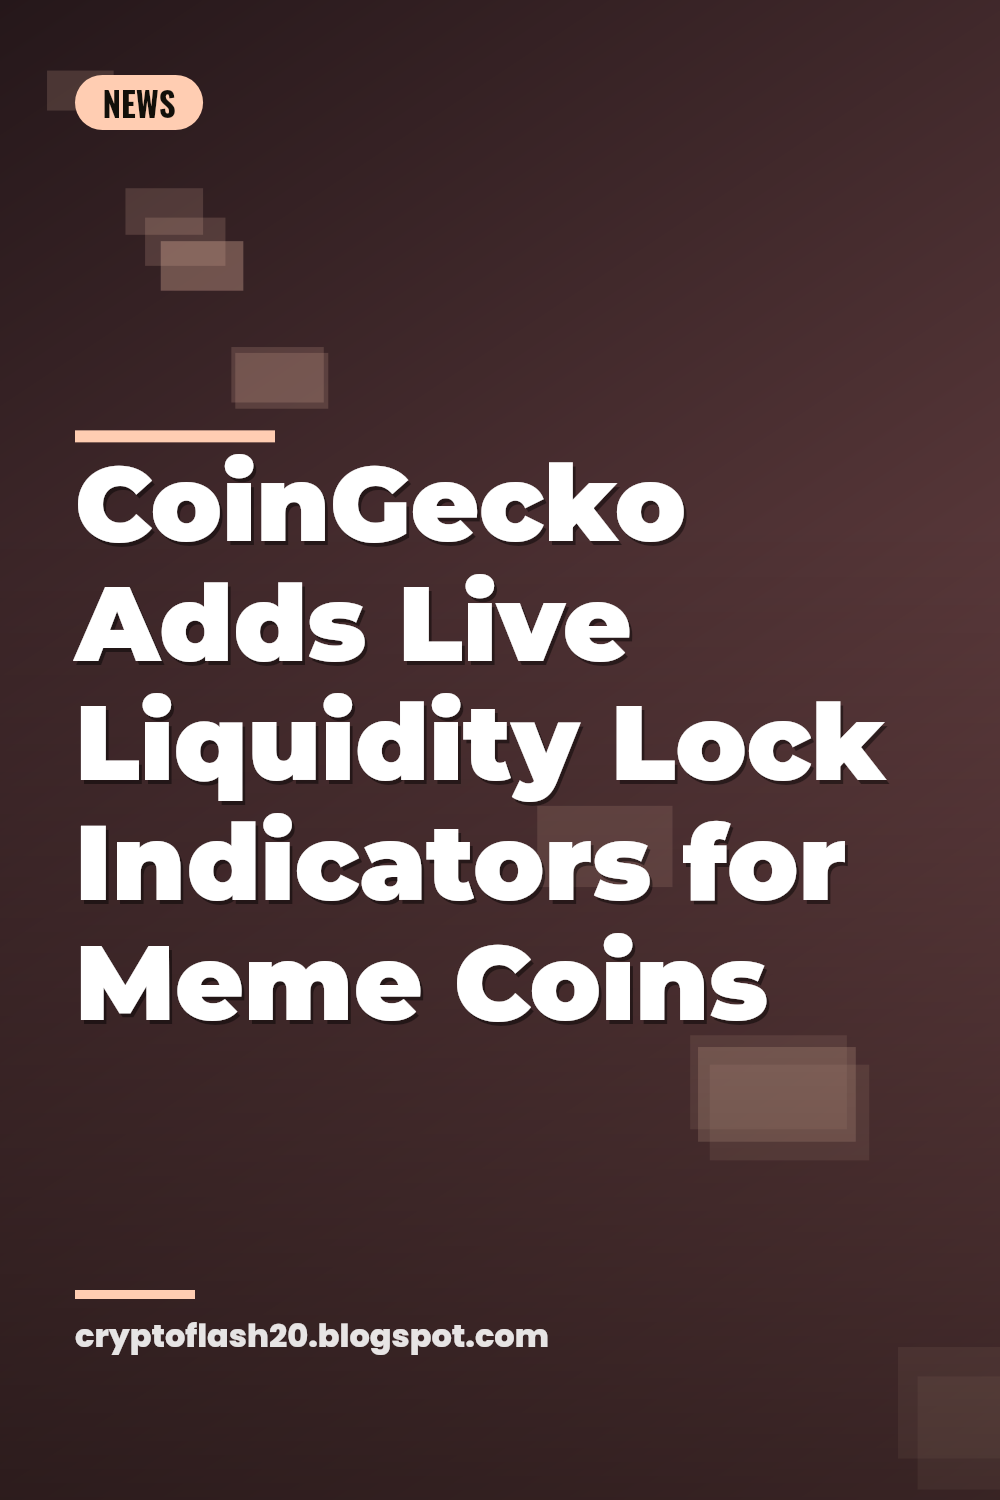 NEWS
CoinGecko
Adds Live
Liquidity Lock
Indicators for
Meme Coins
cryptoflash20.blogspot.com